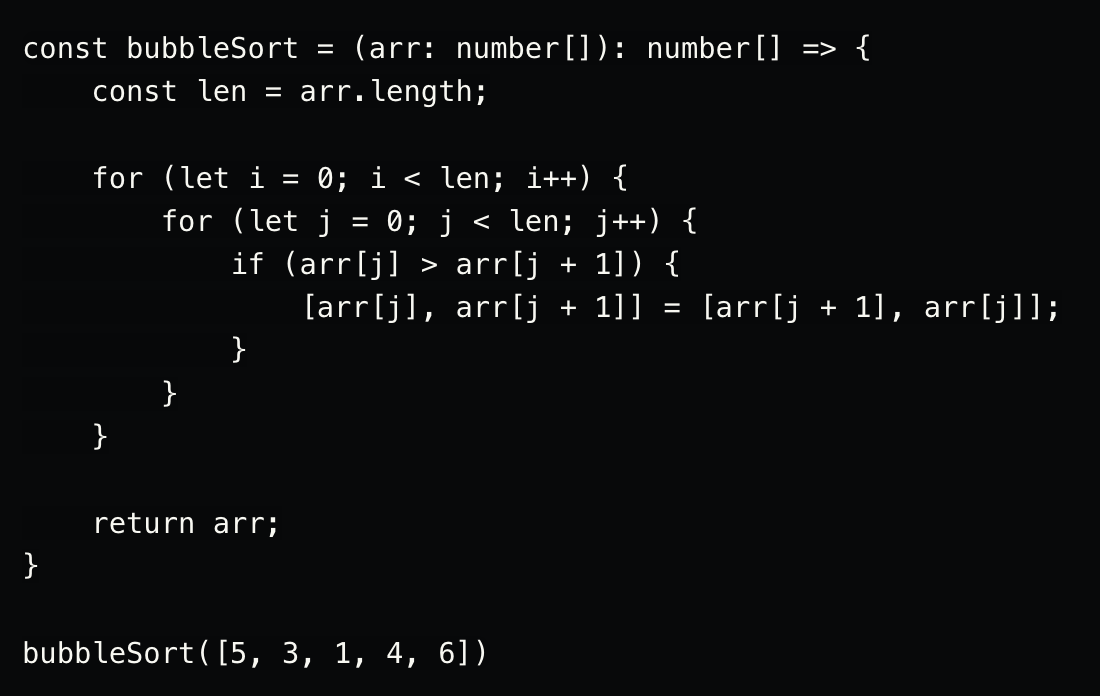 const bubbleSort = (arr: number[]): number[] => {
    const len = arr.length;

    for (let i = 0; i < len; i++) {
        for (let j = 0; j < len; j++) {
            if (arr[j] > arr[j + 1]) {
                [arr[j], arr[j + 1]] = [arr[j + 1], arr[j]];
            }
        }
    }

    return arr;
}

bubbleSort([5, 3, 1, 4, 6])